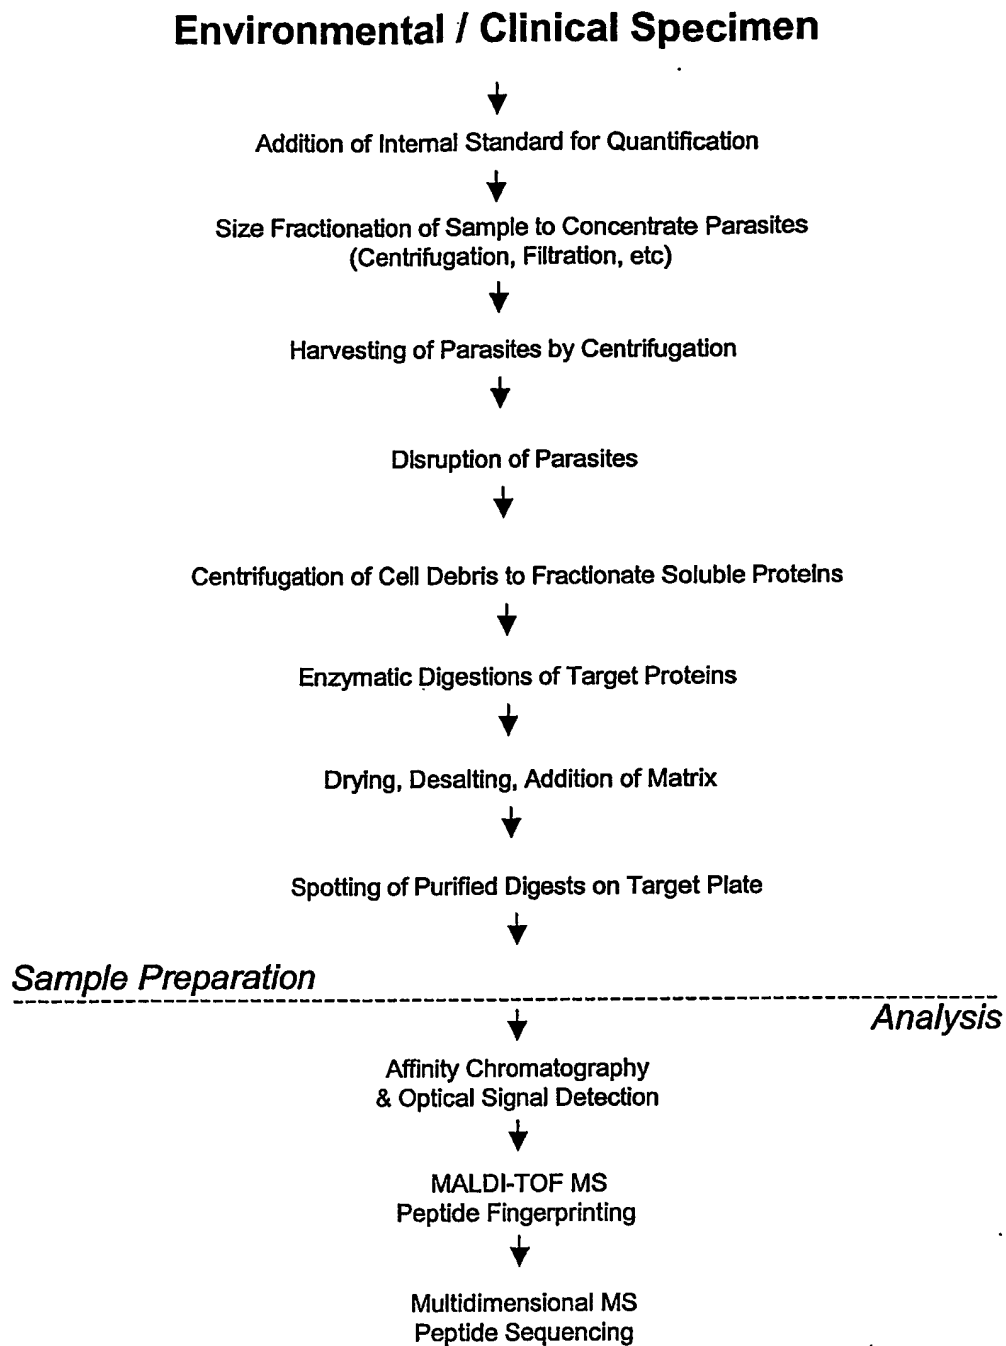 Environmental / Clinical Specimen
Addition of Internal Standard for Quantification
Size Fractionation of Sample to Concentrate Parasites
(Centrifugation, Filtration, etc)
Harvesting of Parasites by Centrifugation
Disruption of Parasites
Centrifugation of Cell Debris to Fractionate Soluble Proteins
Enzymatic Digestions of Target Proteins
Drying, Desalting, Addition of Matrix
Spotting of Purified Digests on Target Plate
Sample Preparation
Analysis
Affinity Chromatography
& Optical Signal Detection
MALDI-TOF MS
Peptide Fingerprinting
Multidimensional MS
Peptide Sequencing